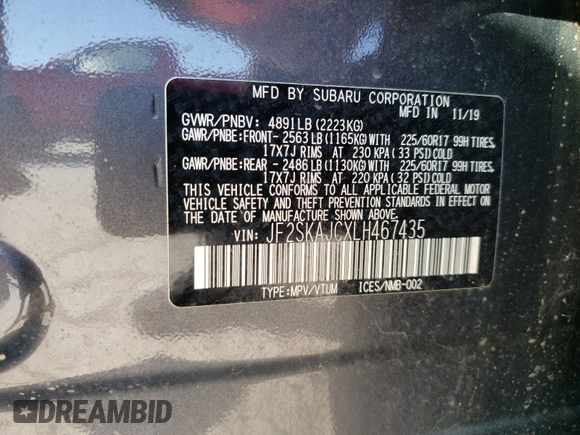 MFD BY SUBARU CORPORATION
MFD IN 11/19
GVWR/PNBV: 4891LB (2223KG)
GAWR/PNBE:FRONT- 2563LB (1165KG) WITH 225/60R17 99H TIRES,
17X7J RIMS AT 230 KPA (33 PSI) COLD
GAWR/PNBE:REAR - 2486LB (1130KG) WITH 225/60R17 99H TIRES,
17X7J RIMS AT 220 KPA (32 PSI) COLD
THIS VEHICLE CONFORMS TO ALL APPLICABLE FEDERAL MOTOR
VEHICLE SAFETY AND THEFT PREVENTION STANDARDS IN EFFECT
ON THE DATE OF MANUFACTURE SHOWN ABOVE.
VIN: JF2SKAJCXLH467435
TYPE:MPV/VTUM ICES/NMB-002
DREAMBID